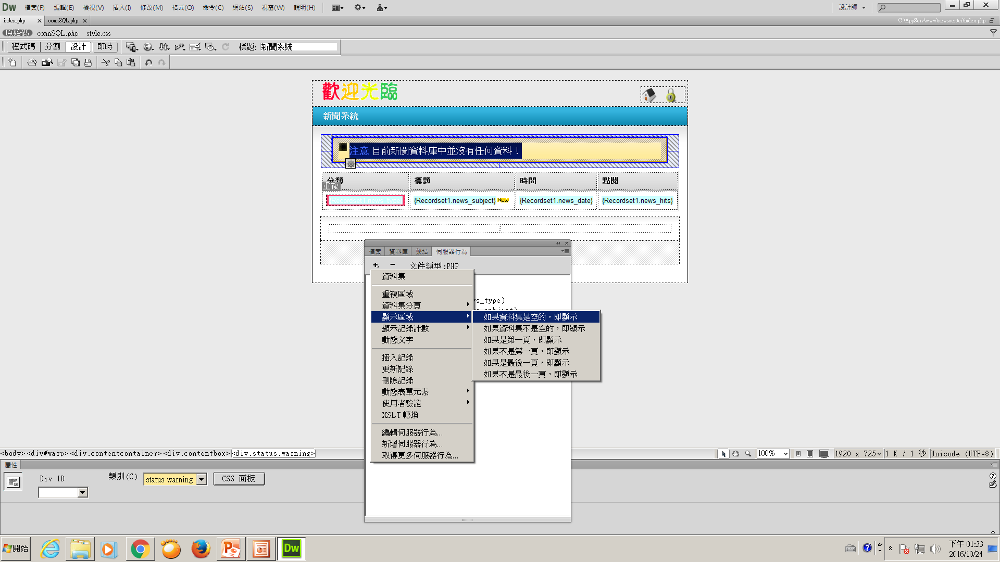 Dw 檔案(F) 編輯(E) 檢視(V) 插入(I) 修改(M) 格式(O) 命令(C) 網站(S) 視窗(W) 說明(H) 設計師
index.php connSQL.php C:\AppServ\www\newscenter\index.php
原始碼 connSQL.php style.css
程式碼 分割 設計 即時 標題: 新聞系統
歡迎光臨
新聞系統
注意 目前新聞資料庫中並沒有任何資料！
分類 標題 時間 點閱
重複
{Recordset1.news_type} {Recordset1.news_subject} NEW {Recordset1.news_date} {Recordset1.news_hits}
檔案 資料庫 繫結 伺服器行為
文件類型:PHP
資料集
重複區域
資料集分頁
顯示區域
顯示記錄計數
動態文字
插入記錄
更新記錄
刪除記錄
動態表單元素
使用者驗證
XSLT 轉換
編輯伺服器行為...
新增伺服器行為...
取得更多伺服器行為...
s_type)
如果資料集是空的，即顯示
如果資料集不是空的，即顯示
如果是第一頁，即顯示
如果不是第一頁，即顯示
如果是最後一頁，即顯示
如果不是最後一頁，即顯示
<body> <div#warp> <div.contentcontainer> <div.contentbox> <div.status.warning> 100% 1920 x 725 1 K / 1 秒 Unicode (UTF-8)
屬性
Div ID 類別(C) status warning CSS 面板
開始 Dw 下午 01:33
2016/10/24